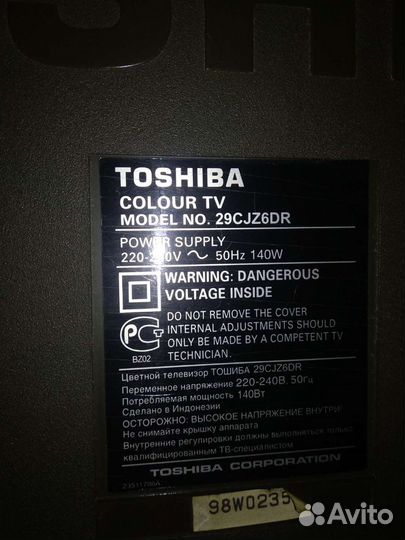 TOSHIBA
COLOUR TV
MODEL NO. 29CJZ6DR
POWER SUPPLY
220-240V ~ 50Hz 140W
WARNING: DANGEROUS
VOLTAGE INSIDE
DO NOT REMOVE THE COVER
INTERNAL ADJUSTMENTS SHOULD
ONLY BE MADE BY A COMPETENT TV
TECHNICIAN.
BZ02
Цветной телевизор ТОШИБА 29CJZ6DR
Переменное напряжение 220-240В, 50Гц
Потребляемая мощность 140Вт
Сделано в Индонезии
ОСТОРОЖНО: ВЫСОКОЕ НАПРЯЖЕНИЕ ВНУТРИ
Не снимайте крышку аппарата
Внутренние регулировки должны выполняться только
квалифицированным ТВ-специалистом.
TOSHIBA CORPORATION
23511786A
98W0235
Avito